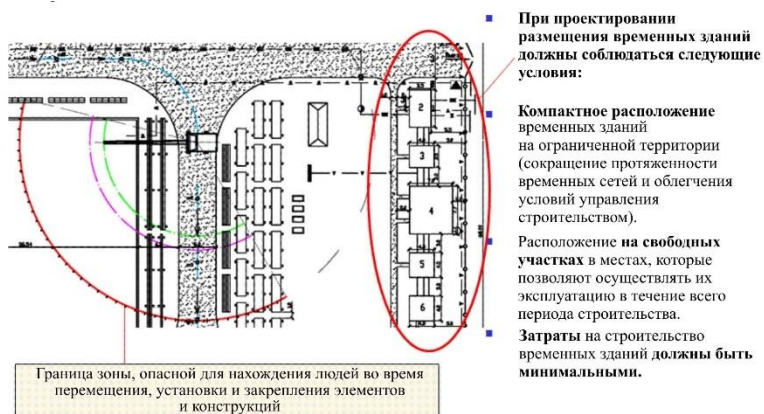 При проектировании
размещения временных зданий
должны соблюдаться следующие
условия:
Компактное расположение
временных зданий
на ограниченной территории
(сокращение протяженности
временных сетей и облегчения
условий управления
строительством).
Расположение на свободных
участках в местах, которые
позволяют осуществлять их
эксплуатацию в течение всего
периода строительства.
Затраты на строительство
временных зданий должны быть
минимальными.
2
3
4
5
6
Граница зоны, опасной для нахождения людей во время
перемещения, установки и закрепления элементов
и конструкций